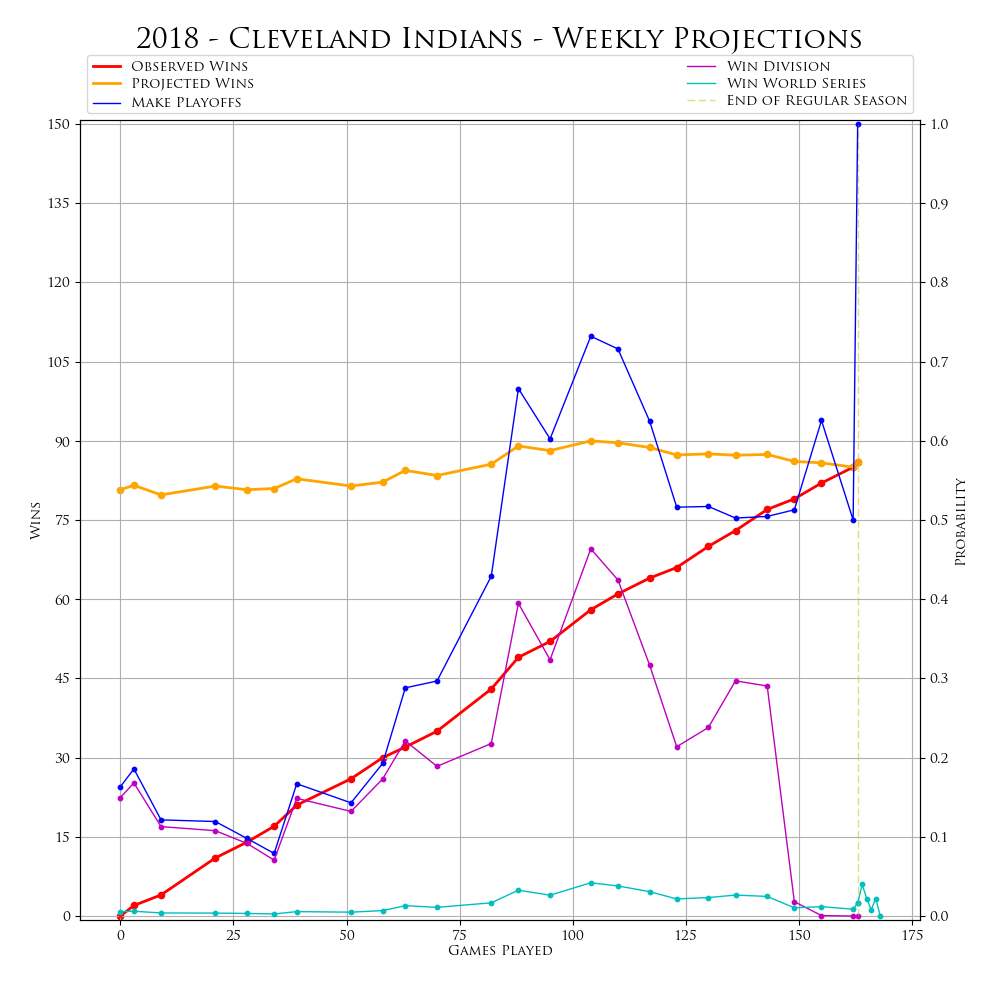 2018 - Cleveland Indians - Weekly Projections
Observed Wins
Projected Wins
Make Playoffs
Win Division
Win World Series
End of Regular Season
150
135
120
105
90
75
60
45
30
15
0
Wins
1.0
0.9
0.8
0.7
0.6
0.5
0.4
0.3
0.2
0.1
0.0
Probability
0 25 50 75 100 125 150 175
Games Played